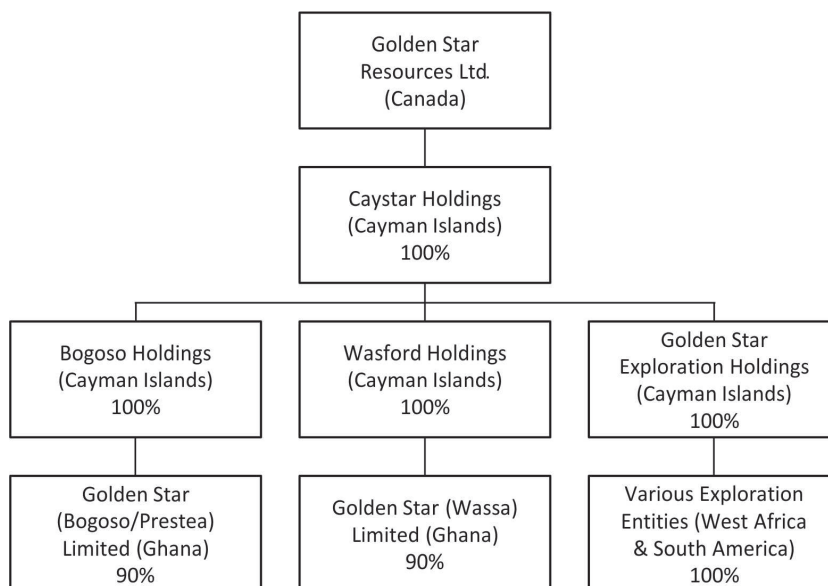 Golden Star
Resources Ltd.
(Canada)
Caystar Holdings
(Cayman Islands)
100%
Bogoso Holdings
(Cayman Islands)
100%
Wasford Holdings
(Cayman Islands)
100%
Golden Star
Exploration Holdings
(Cayman Islands)
100%
Golden Star
(Bogoso/Prestea)
Limited (Ghana)
90%
Golden Star (Wassa)
Limited (Ghana)
90%
Various Exploration
Entities (West Africa
& South America)
100%